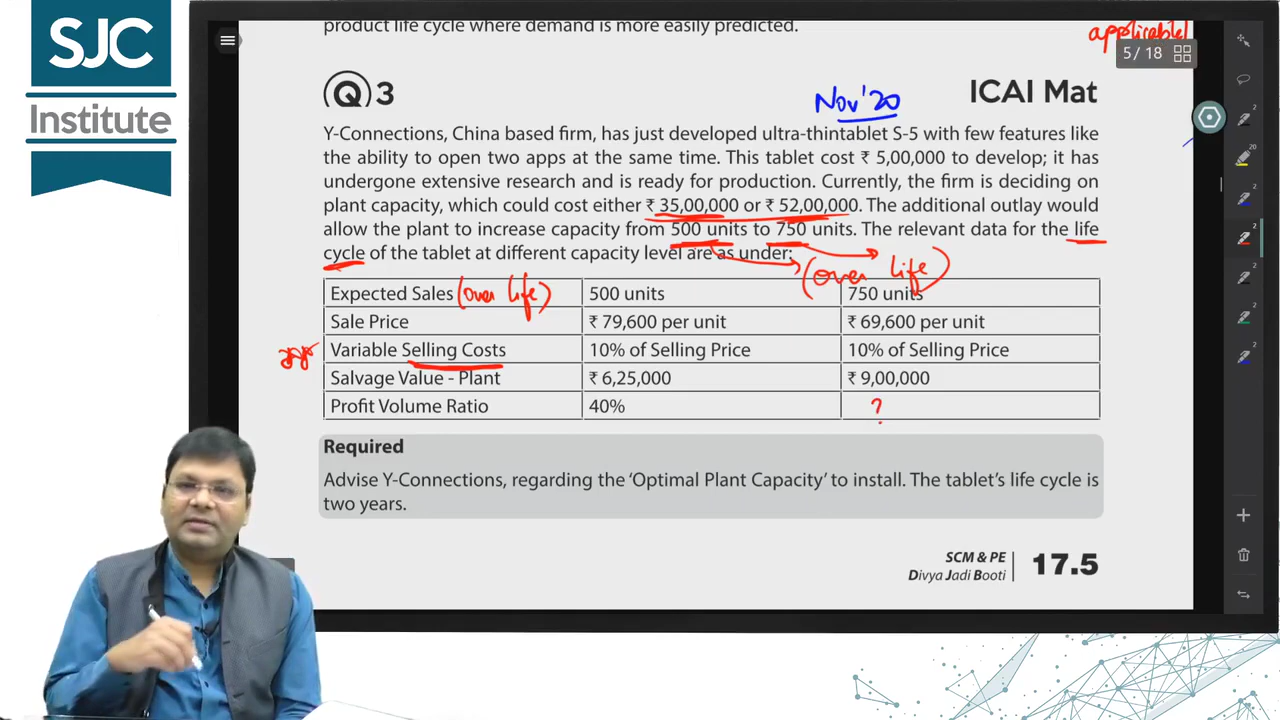 SJC
Institute
product life cycle where demand is more easily predicted.
applicable!
5 / 18
Q 3
Nov'20
ICAI Mat
Y-Connections, China based firm, has just developed ultra-thintablet S-5 with few features like
the ability to open two apps at the same time. This tablet cost ₹ 5,00,000 to develop; it has
undergone extensive research and is ready for production. Currently, the firm is deciding on
plant capacity, which could cost either ₹ 35,00,000 or ₹ 52,00,000. The additional outlay would
allow the plant to increase capacity from 500 units to 750 units. The relevant data for the life
cycle of the tablet at different capacity level are as under:
(over life)
Expected Sales (over life) 500 units 750 units
Sale Price ₹ 79,600 per unit ₹ 69,600 per unit
Variable Selling Costs 10% of Selling Price 10% of Selling Price
Salvage Value - Plant ₹ 6,25,000 ₹ 9,00,000
Profit Volume Ratio 40% ?
Required
Advise Y-Connections, regarding the 'Optimal Plant Capacity' to install. The tablet's life cycle is
two years.
SCM & PE
Divya Jadi Booti
17.5